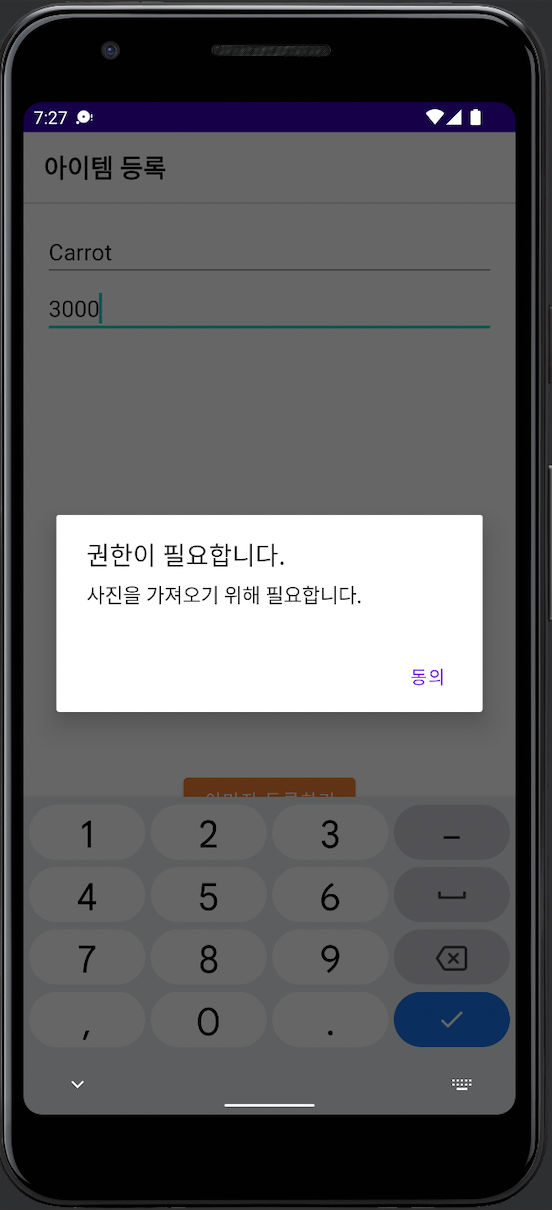 7:27
아이템 등록
Carrot
3000
권한이 필요합니다.
사진을 가져오기 위해 필요합니다.
동의
1 2 3 –
4 5 6
7 8 9
, 0 .